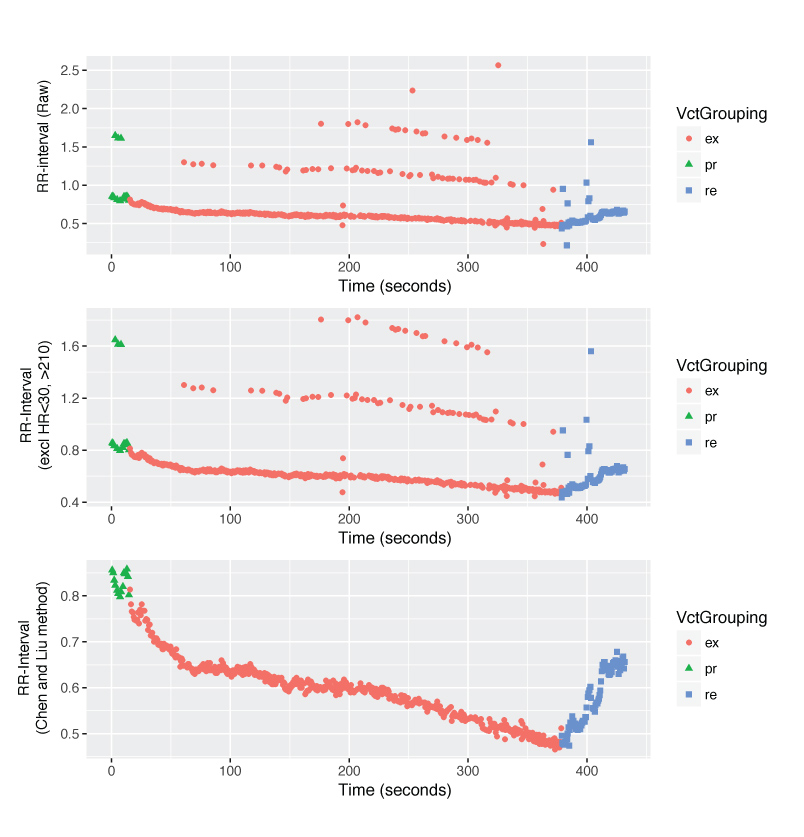 RR-interval (Raw)
2.5
2.0
1.5
1.0
0.5
0
100
200
300
400
Time (seconds)
VctGrouping
ex
pr
re
RR-Interval
(excl HR<30, >210)
1.6
1.2
0.8
0.4
0
100
200
300
400
Time (seconds)
VctGrouping
ex
pr
re
RR-Interval
(Chen and Liu method)
0.8
0.7
0.6
0.5
0
100
200
300
400
Time (seconds)
VctGrouping
ex
pr
re